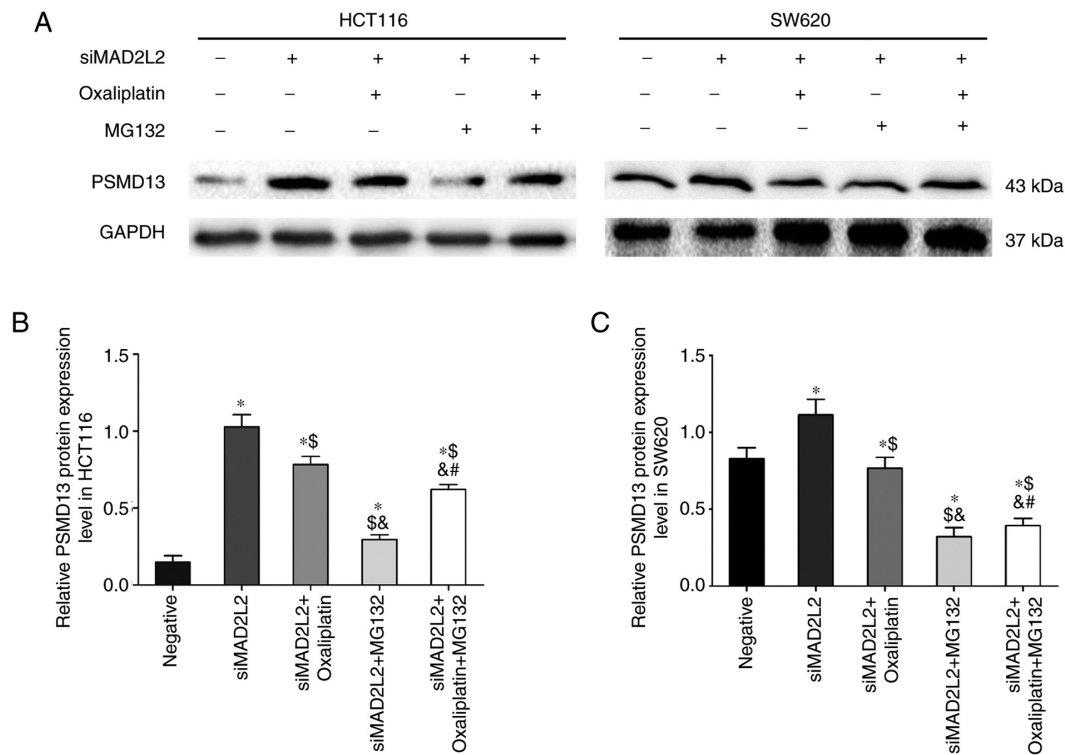 A
HCT116 SW620
siMAD2L2 – + + + + – + + + +
Oxaliplatin – – + – + – – + – +
MG132 – – – + + – – – + +
PSMD13 43 kDa
GAPDH 37 kDa
B
Relative PSMD13 protein expression
level in HCT116
1.5
1.0
0.5
0.0
*
*$
*
$&
*$
&#
Negative
siMAD2L2
siMAD2L2+
Oxaliplatin
siMAD2L2+MG132
siMAD2L2+
Oxaliplatin+MG132
C
Relative PSMD13 protein expression
level in SW620
1.5
1.0
0.5
0.0
*
*$
*
$&
*$
&#
Negative
siMAD2L2
siMAD2L2+
Oxaliplatin
siMAD2L2+MG132
siMAD2L2+
Oxaliplatin+MG132